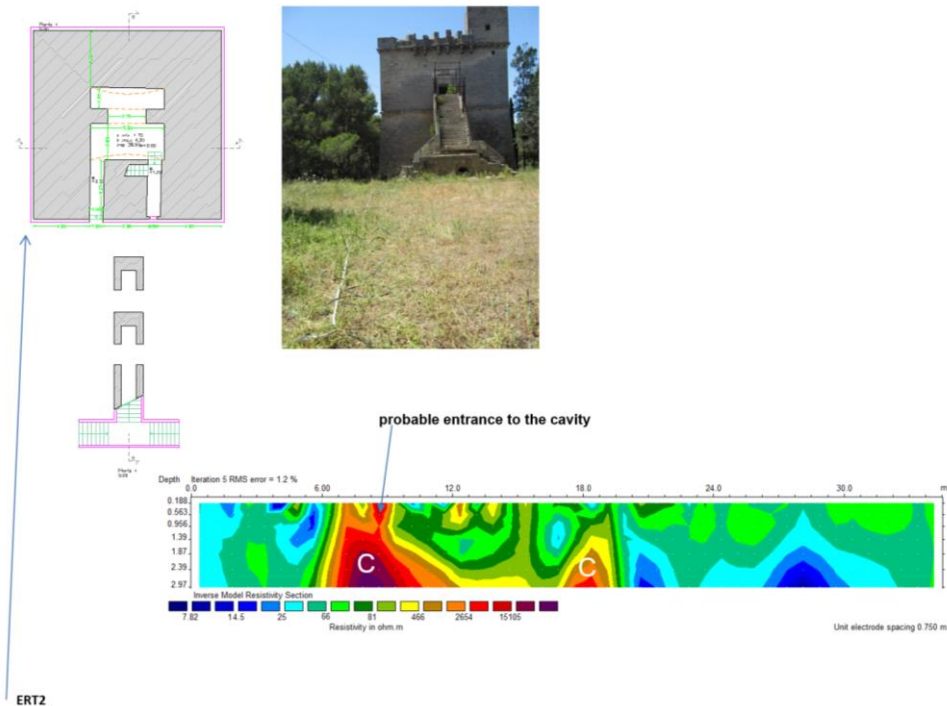 probable entrance to the cavity
Depth Iteration 5 RMS error = 1.2 %
0.0 6.00 12.0 18.0 24.0 30.0 m
0.188
0.563
0.956
1.39
1.87
2.39
2.97
C C
Inverse Model Resistivity Section
7.82 14.5 25 66 81 466 2654 15105
Resistivity in ohm.m
Unit electrode spacing 0.750 m
ERT2